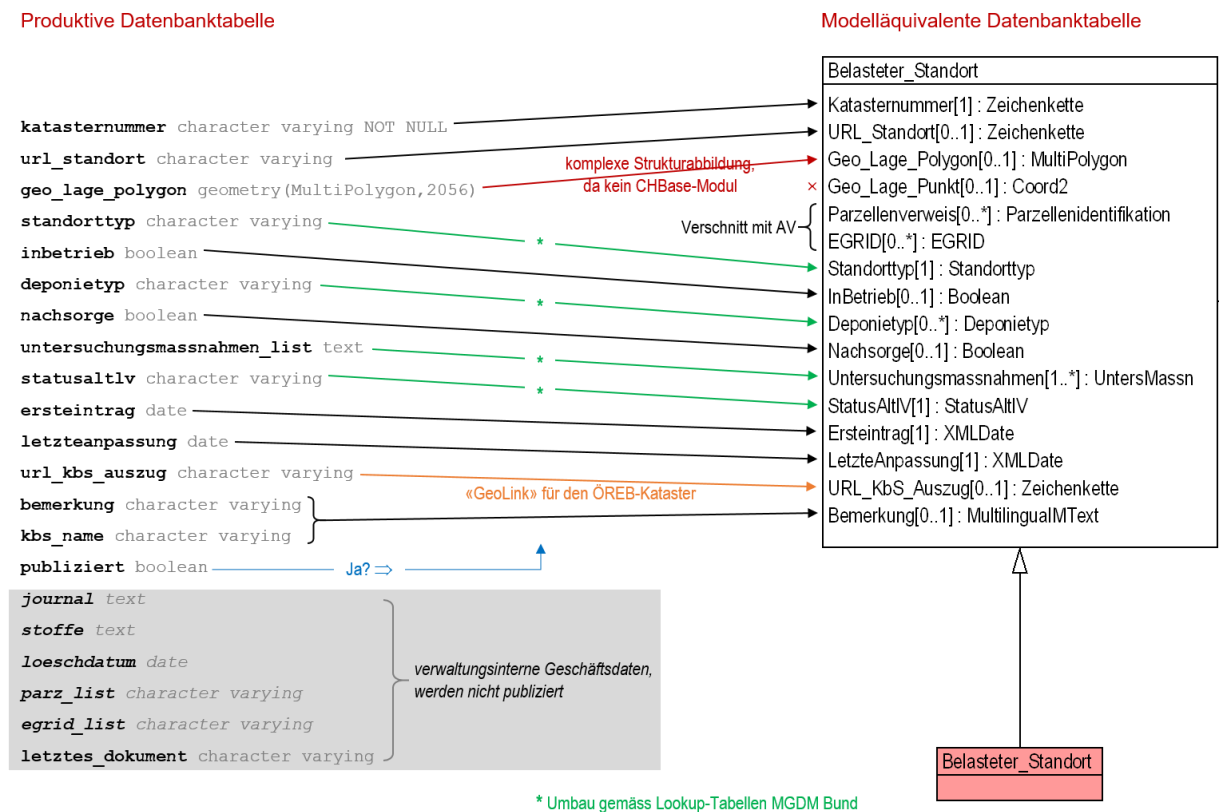 Produktive Datenbanktabelle
Modelläquivalente Datenbanktabelle
katasternummer character varying NOT NULL
url_standort character varying
geo_lage_polygon geometry(MultiPolygon,2056)
standorttyp character varying
inbetrieb boolean
deponietyp character varying
nachsorge boolean
untersuchungsmassnahmen_list text
statusaltlv character varying
ersteintrag date
letzteanpassung date
url_kbs_auszug character varying
bemerkung character varying
kbs_name character varying
publiziert boolean
journal text
stoffe text
loeschdatum date
parz_list character varying
egrid_list character varying
letztes_dokument character varying
komplexe Strukturabbildung,
da kein CHBase-Modul
×
Verschnitt mit AV
*
*
*
*
«GeoLink» für den ÖREB-Kataster
Ja? ⇒
verwaltungsinterne Geschäftsdaten,
werden nicht publiziert
Belasteter_Standort
Katasternummer[1] : Zeichenkette
URL_Standort[0..1] : Zeichenkette
Geo_Lage_Polygon[0..1] : MultiPolygon
Geo_Lage_Punkt[0..1] : Coord2
Parzellenverweis[0..*] : Parzellenidentifikation
EGRID[0..*] : EGRID
Standorttyp[1] : Standorttyp
InBetrieb[0..1] : Boolean
Deponietyp[0..*] : Deponietyp
Nachsorge[0..1] : Boolean
Untersuchungsmassnahmen[1..*] : UntersMassn
StatusAltlV[1] : StatusAltlV
Ersteintrag[1] : XMLDate
LetzteAnpassung[1] : XMLDate
URL_KbS_Auszug[0..1] : Zeichenkette
Bemerkung[0..1] : MultilingualMText
Belasteter_Standort
* Umbau gemäss Lookup-Tabellen MGDM Bund